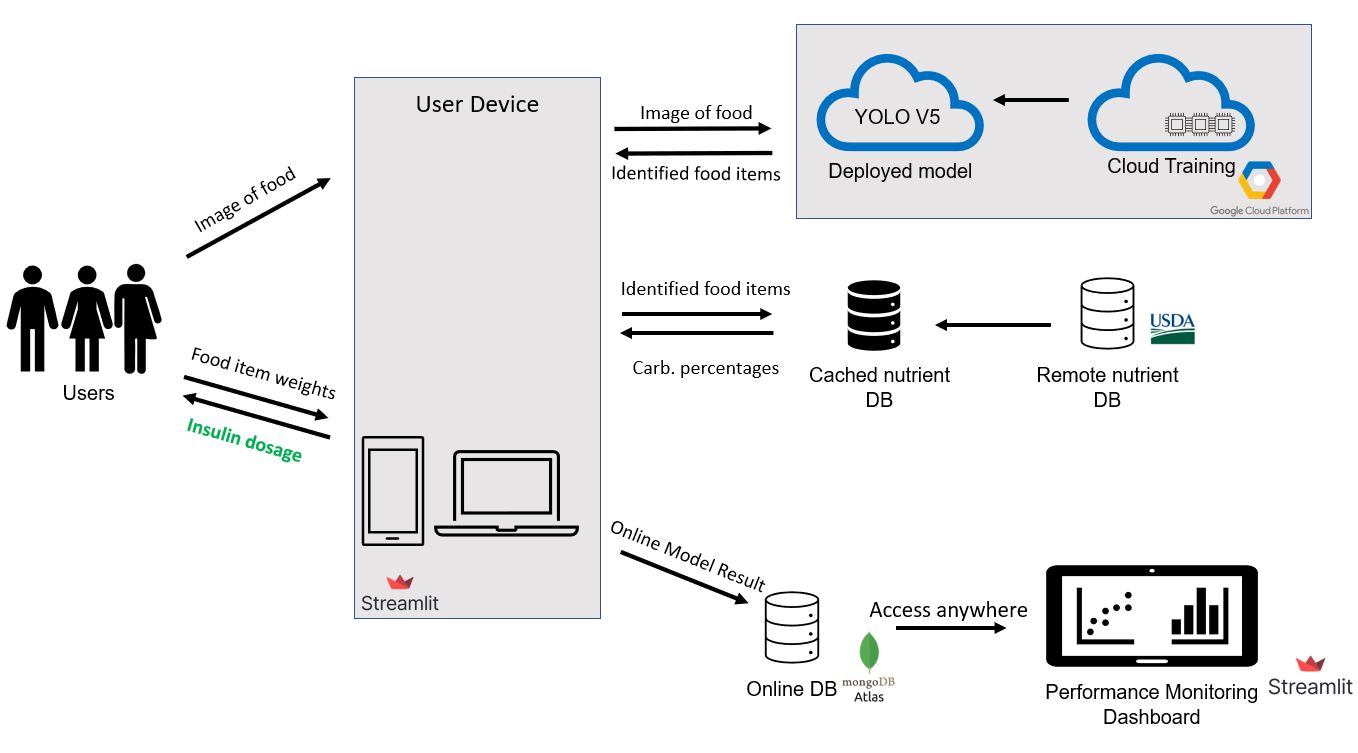 User Device
Image of food
YOLO V5
Deployed model
Cloud Training
Google Cloud Platform
Identified food items
Image of food
Users
Food item weights
Insulin dosage
Identified food items
Carb. percentages
Cached nutrient
DB
Remote nutrient
DB
USDA
Streamlit
Online Model Result
Online DB
mongoDB
Atlas
Access anywhere
Performance Monitoring
Dashboard
Streamlit